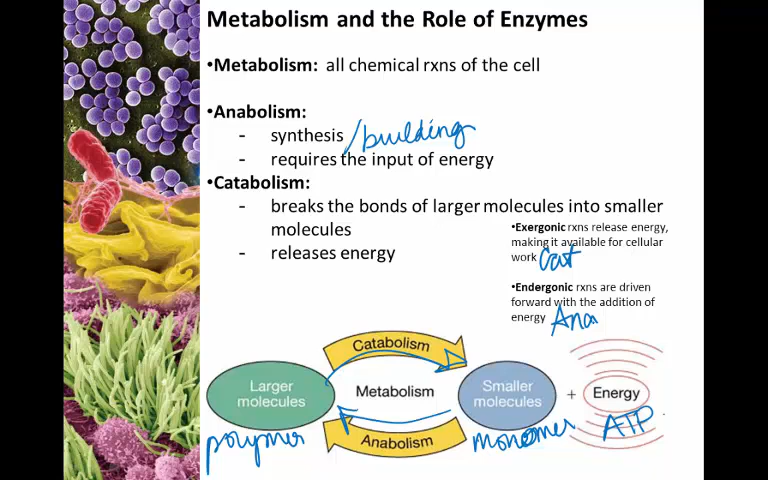 Metabolism and the Role of Enzymes
•Metabolism: all chemical rxns of the cell
•Anabolism:
- synthesis /building
- requires the input of energy
•Catabolism:
- breaks the bonds of larger molecules into smaller
molecules
- releases energy
•Exergonic rxns release energy,
making it available for cellular
work Cat
•Endergonic rxns are driven
forward with the addition of
energy Ana
Catabolism
Larger
molecules
Metabolism
Smaller
molecules
+ Energy
Anabolism
polymer
monomer
ATP